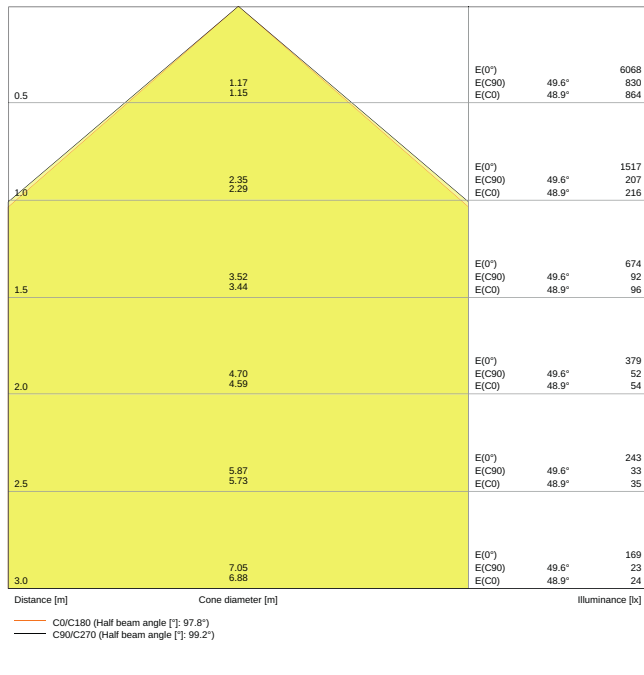 E(0°) 6068
1.17 E(C90) 49.6° 830
0.5 1.15 E(C0) 48.9° 864
E(0°) 1517
2.35 E(C90) 49.6° 207
1.0 2.29 E(C0) 48.9° 216
E(0°) 674
3.52 E(C90) 49.6° 92
1.5 3.44 E(C0) 48.9° 96
E(0°) 379
4.70 E(C90) 49.6° 52
2.0 4.59 E(C0) 48.9° 54
E(0°) 243
5.87 E(C90) 49.6° 33
2.5 5.73 E(C0) 48.9° 35
E(0°) 169
7.05 E(C90) 49.6° 23
3.0 6.88 E(C0) 48.9° 24
Distance [m] Cone diameter [m] Illuminance [lx]
C0/C180 (Half beam angle [°]: 97.8°)
C90/C270 (Half beam angle [°]: 99.2°)